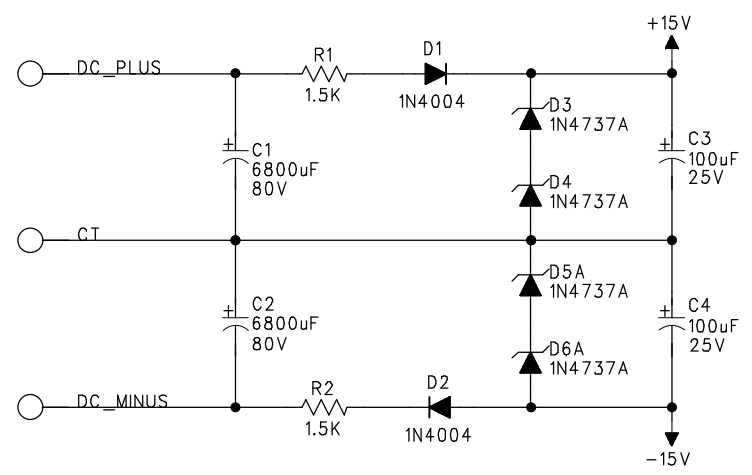 +15V
DC_PLUS
R1
1.5K
D1
1N4004
D3
1N4737A
+
C1
6800uF
80V
+
C3
100uF
25V
D4
1N4737A
CT
D5A
1N4737A
+
C2
6800uF
80V
+
C4
100uF
25V
D6A
1N4737A
DC_MINUS
R2
1.5K
D2
1N4004
-15V